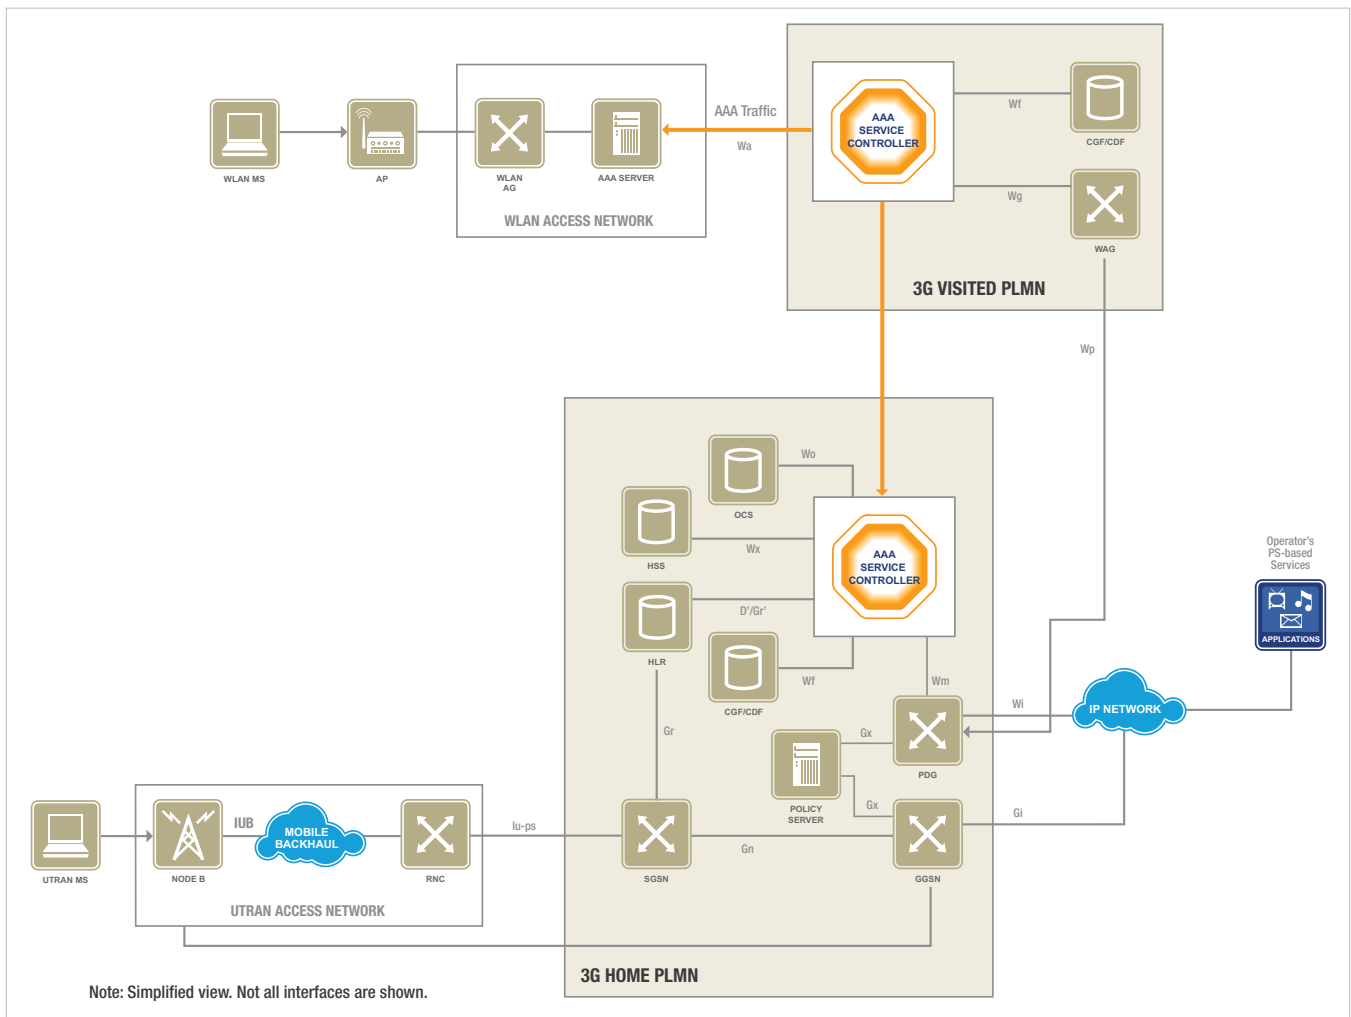 WLAN MS
AP
WLAN
AG
AAA SERVER
WLAN ACCESS NETWORK
AAA Traffic
Wa
AAA
SERVICE
CONTROLLER
Wf
CGF/CDF
Wg
WAG
3G VISITED PLMN
Wp
Wo
OCS
Wx
HSS
D'/Gr'
HLR
AAA
SERVICE
CONTROLLER
Wf
CGF/CDF
Wm
Operator's
PS-based
Services
APPLICATIONS
Wi
IP NETWORK
Gr
Gx
PDG
POLICY
SERVER
Gx
Gi
UTRAN MS
NODE B
IUB
MOBILE
BACKHAUL
RNC
Iu-ps
SGSN
Gn
GGSN
UTRAN ACCESS NETWORK
3G HOME PLMN
Note: Simplified view. Not all interfaces are shown.